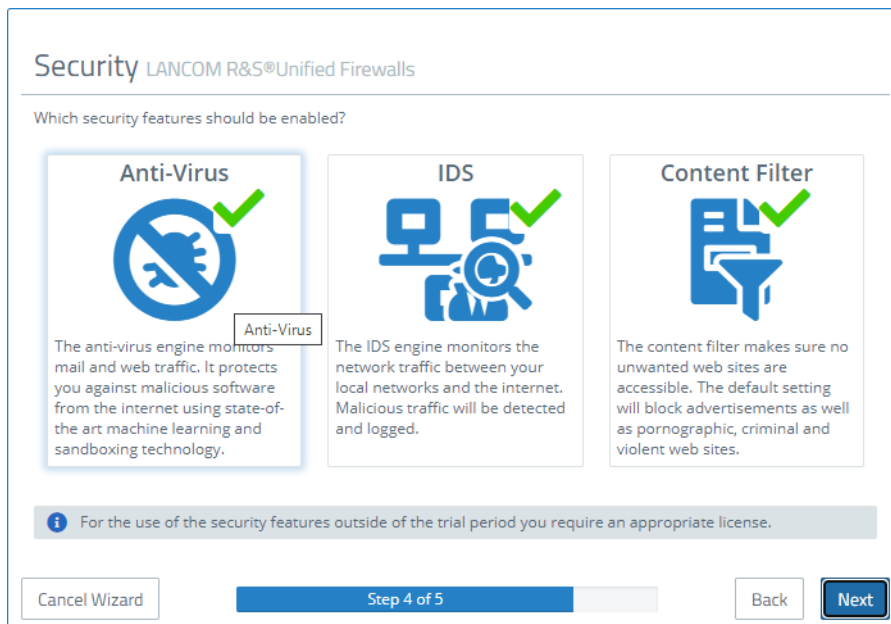 Security LANCOM R&S®Unified Firewalls
Which security features should be enabled?
Anti-Virus
Anti-Virus
The anti-virus engine monitors
mail and web traffic. It protects
you against malicious software
from the internet using state-of-
the art machine learning and
sandboxing technology.
IDS
The IDS engine monitors the
network traffic between your
local networks and the internet.
Malicious traffic will be detected
and logged.
Content Filter
The content filter makes sure no
unwanted web sites are
accessible. The default setting
will block advertisements as well
as pornographic, criminal and
violent web sites.
For the use of the security features outside of the trial period you require an appropriate license.
Cancel Wizard
Step 4 of 5
Back
Next